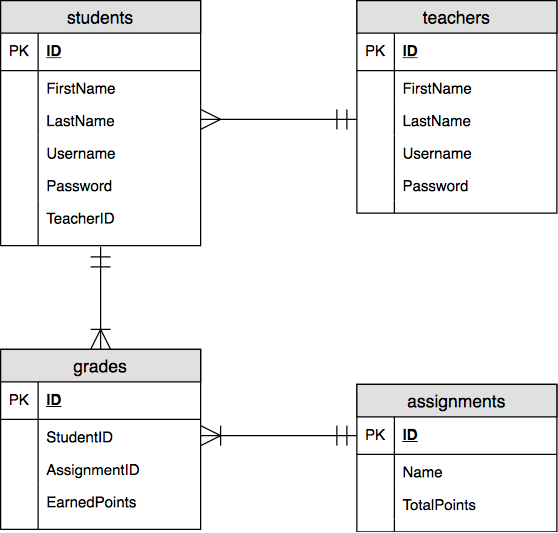 students
PK ID
FirstName
LastName
Username
Password
TeacherID
teachers
PK ID
FirstName
LastName
Username
Password
grades
PK ID
StudentID
AssignmentID
EarnedPoints
assignments
PK ID
Name
TotalPoints